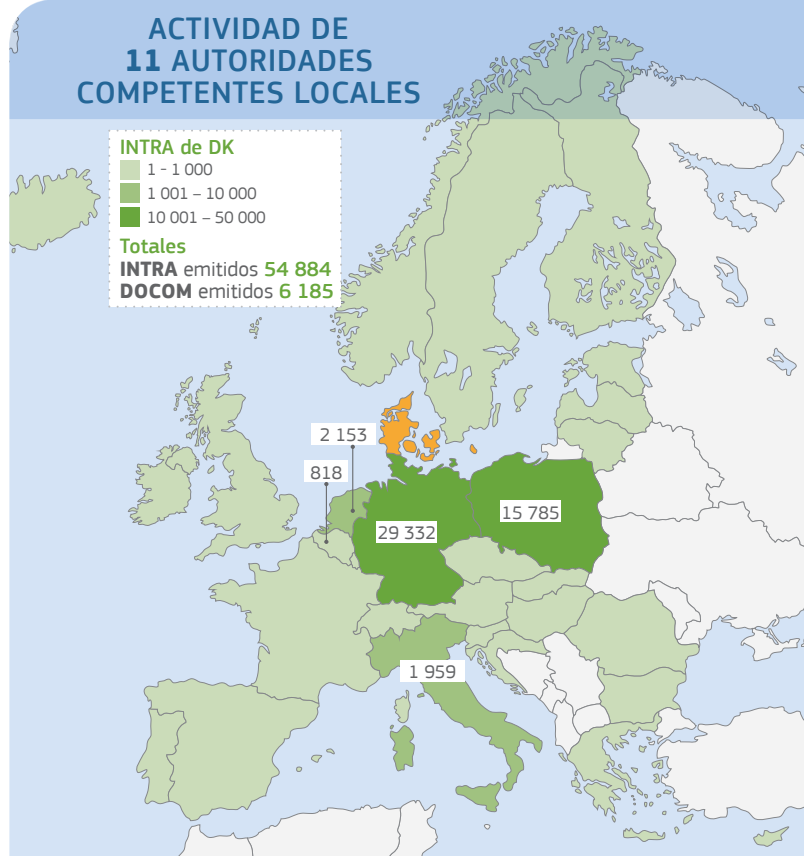 ACTIVIDAD DE
11 AUTORIDADES
COMPETENTES LOCALES
INTRA de DK
1 - 1 000
1 001 – 10 000
10 001 – 50 000
Totales
INTRA emitidos 54 884
DOCOM emitidos 6 185
2 153
818
29 332
15 785
1 959